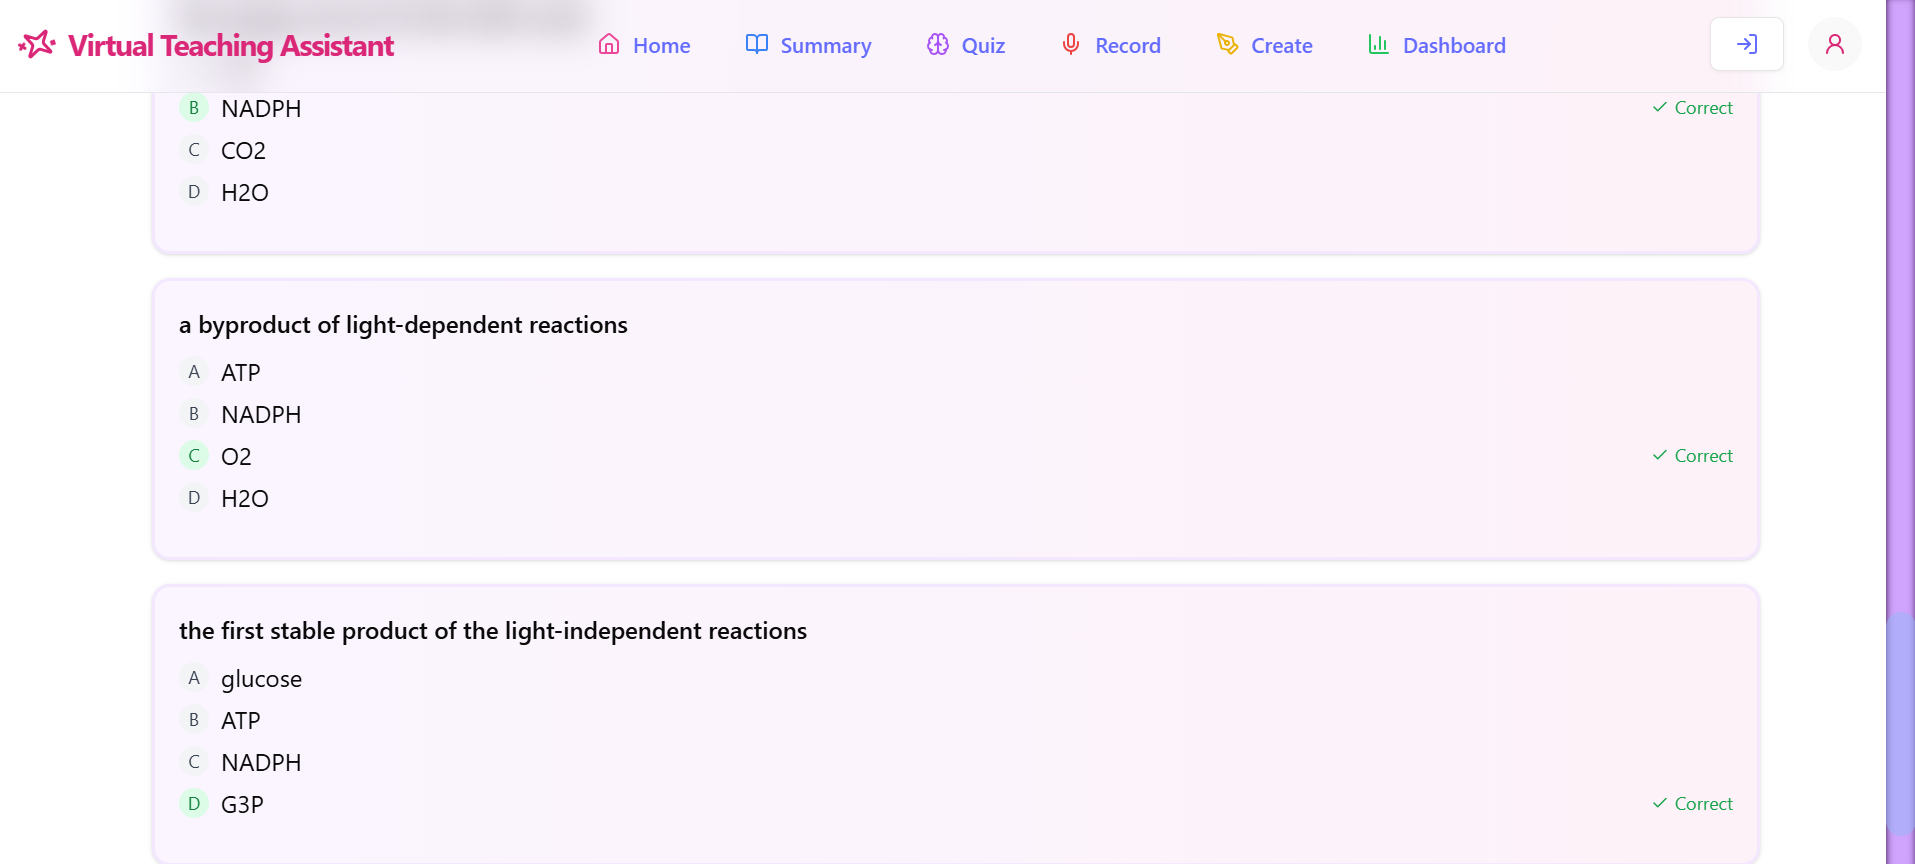 Virtual Teaching Assistant
Home
Summary
Quiz
Record
Create
Dashboard
B NADPH Correct
C CO2
D H2O
a byproduct of light-dependent reactions
A ATP
B NADPH
C O2 Correct
D H2O
the first stable product of the light-independent reactions
A glucose
B ATP
C NADPH
D G3P Correct